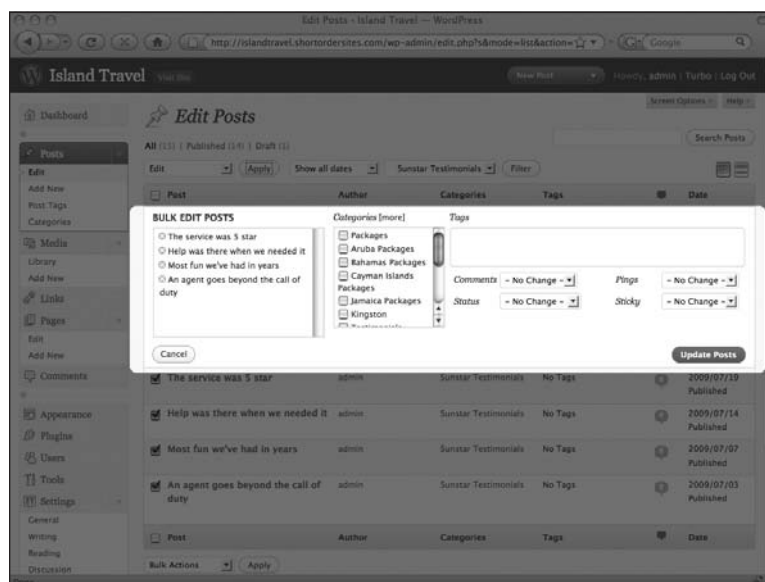 Edit Posts - Island Travel — WordPress
http://islandtravel.shortordersites.com/wp-admin/edit.php?s&mode=list&action=
Google
Island Travel Visit Site New Post Howdy, admin | Turbo | Log Out
Screen Options Help
Dashboard
Edit Posts
Search Posts
All (15) | Published (14) | Draft (1)
Posts
Edit Apply Show all dates Sunstar Testimonials Filter
Edit
Add New
Post Tags
Categories
Post Author Categories Tags Date
BULK EDIT POSTS
The service was 5 star
Help was there when we needed it
Most fun we've had in years
An agent goes beyond the call of
duty
Categories [more]
Packages
Aruba Packages
Bahamas Packages
Cayman Islands
Packages
Jamaica Packages
Kingston
Testimonials
Tags
Comments - No Change - Pings - No Change -
Status - No Change - Sticky - No Change -
Cancel Update Posts
Media
Library
Add New
Links
Pages
Edit
Add New
Comments
Appearance
Plugins
Users
Tools
Settings
General
Writing
Reading
Discussion
The service was 5 star admin Sunstar Testimonials No Tags 0 2009/07/19
Published
Help was there when we needed it admin Sunstar Testimonials No Tags 0 2009/07/14
Published
Most fun we've had in years admin Sunstar Testimonials No Tags 0 2009/07/07
Published
An agent goes beyond the call of admin Sunstar Testimonials No Tags 0 2009/07/03
duty Published
Post Author Categories Tags Date
Bulk Actions Apply